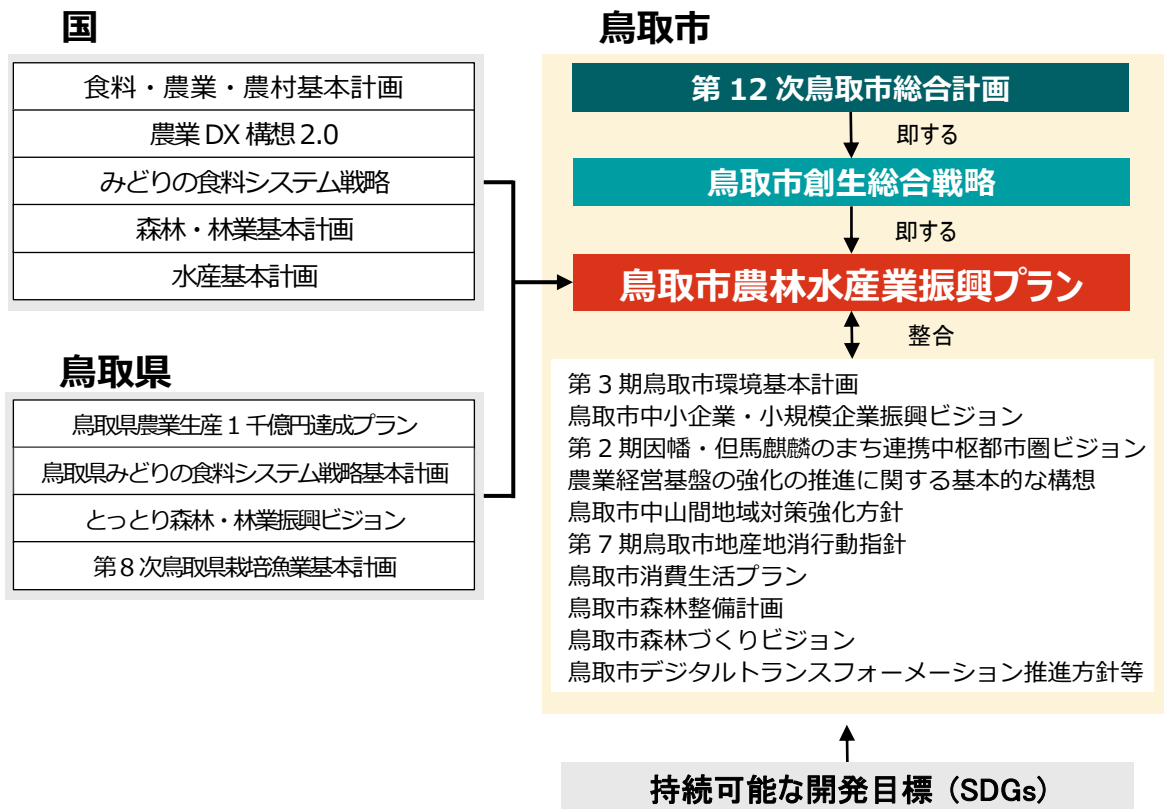 国
食料・農業・農村基本計画
農業 DX 構想 2.0
みどりの食料システム戦略
森林・林業基本計画
水産基本計画
鳥取県
鳥取県農業生産 1 千億円達成プラン
鳥取県みどりの食料システム戦略基本計画
とっとり森林・林業振興ビジョン
第 8 次鳥取県栽培漁業基本計画
鳥取市
第 12 次鳥取市総合計画
即する
鳥取市創生総合戦略
即する
鳥取市農林水産業振興プラン
整合
第 3 期鳥取市環境基本計画
鳥取市中小企業・小規模企業振興ビジョン
第 2 期因幡・但馬麒麟のまち連携中枢都市圏ビジョン
農業経営基盤の強化の推進に関する基本的な構想
鳥取市中山間地域対策強化方針
第 7 期鳥取市地産地消行動指針
鳥取市消費生活プラン
鳥取市森林整備計画
鳥取市森林づくりビジョン
鳥取市デジタルトランスフォーメーション推進方針等
持続可能な開発目標（SDGs）